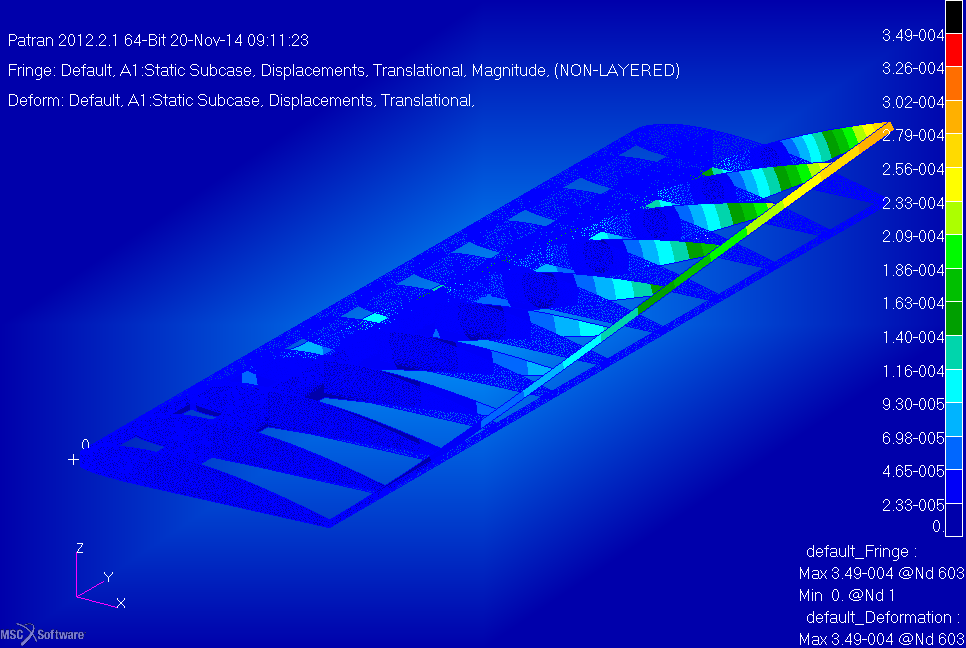 Patran 2012.2.1 64-Bit 20-Nov-14 09:11:23
Fringe: Default, A1:Static Subcase, Displacements, Translational, Magnitude, (NON-LAYERED)
Deform: Default, A1:Static Subcase, Displacements, Translational,
3.49-004
3.26-004
3.02-004
2.79-004
2.56-004
2.33-004
2.09-004
1.86-004
1.63-004
1.40-004
1.16-004
9.30-005
6.98-005
4.65-005
2.33-005
0.
0
Z
Y
X
default_Fringe :
Max 3.49-004 @Nd 603
Min 0. @Nd 1
default_Deformation :
Max 3.49-004 @Nd 603
MSC Software